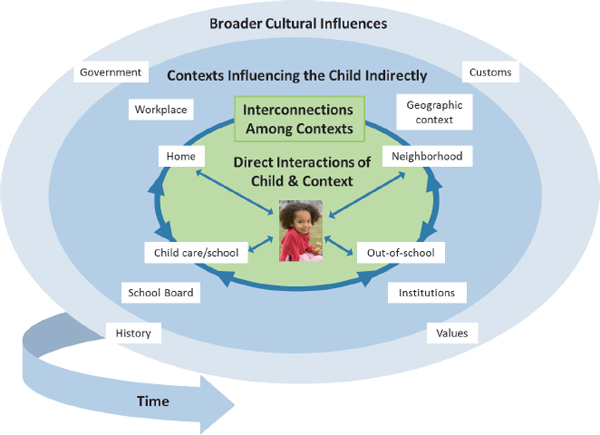 Broader Cultural Influences
Government
Contexts Influencing the Child Indirectly
Customs
Workplace
Interconnections
Among Contexts
Geographic
context
Home
Direct Interactions of
Child & Context
Neighborhood
Child care/school
Out-of-school
School Board
Institutions
History
Values
Time